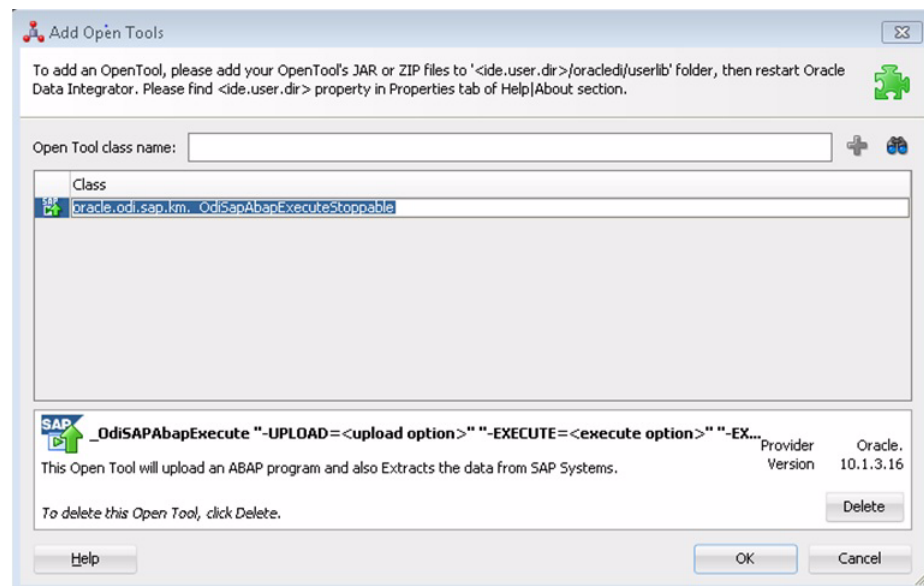 Add Open Tools
To add an OpenTool, please add your OpenTool's JAR or ZIP files to '<ide.user.dir>/oracledi/userlib' folder, then restart Oracle
Data Integrator. Please find <ide.user.dir> property in Properties tab of Help|About section.
Open Tool class name:
Class
SAP oracle.odi.sap.km._OdiSapAbapExecuteStoppable
SAP _OdiSAPAbapExecute "-UPLOAD=<upload option>" "-EXECUTE=<execute option>" "-EX...
Provider Oracle.
This Open Tool will upload an ABAP program and also Extracts the data from SAP Systems.
Version 10.1.3.16
To delete this Open Tool, click Delete.
Delete
Help
OK
Cancel